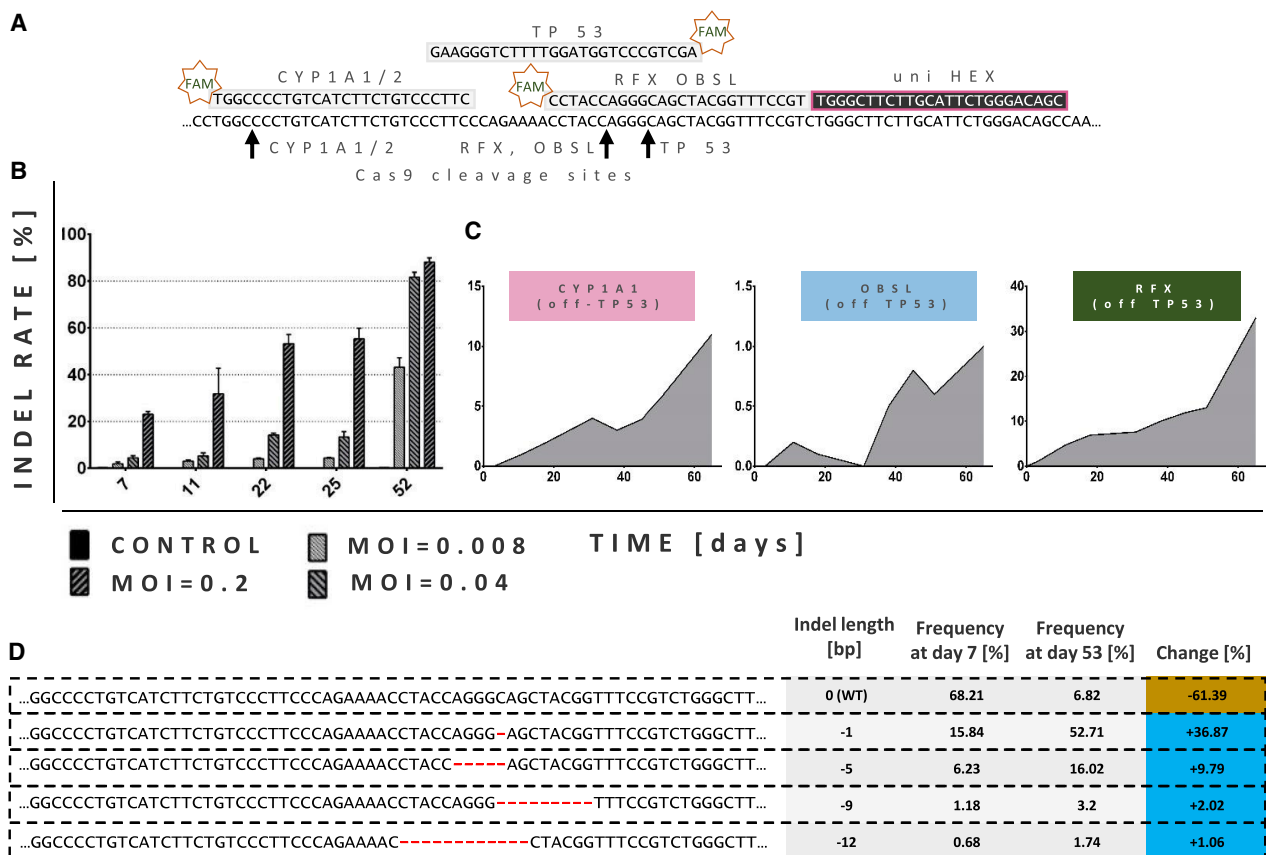 A
TP 53
FAM
GAAGGGTCTTTTGGATGGTCCCGTCGA
FAM
CYP1A1/2
FAM
RFX OBSL
uni HEX
TGGCCCCTGTCATCTTCTGTCCCTTC
CCTACCAGGGCAGCTACGGTTTCCGT
TGGGCTTCTTGCATTCTGGGACAGC
...CCTGGCCCCTGTCATCTTCTGTCCCTTCCCAGAAAACCTACCAGGGCAGCTACGGTTTCCGTCTGGGCTTCTTGCATTCTGGGACAGCCAA...
CYP1A1/2
RFX, OBSL
TP 53
Cas9 cleavage sites
B
INDEL RATE [%]
100
80
60
40
20
0
7 11 22 25 52
C
CYP1A1
(off-TP53)
15
10
5
0
0 20 40 60
OBSL
(off TP53)
1.5
1.0
0.5
0.0
0 20 40 60
RFX
(off TP53)
40
30
20
10
0
0 20 40 60
CONTROL
MOI=0.008
TIME [days]
MOI=0.2
MOI=0.04
D
Indel length [bp]
Frequency at day 7 [%]
Frequency at day 53 [%]
Change [%]
...GGCCCCTGTCATCTTCTGTCCCTTCCCAGAAAACCTACCAGGGCAGCTACGGTTTCCGTCTGGGCTT... 0 (WT) 68.21 6.82 -61.39
...GGCCCCTGTCATCTTCTGTCCCTTCCCAGAAAACCTACCAGGG-AGCTACGGTTTCCGTCTGGGCTT... -1 15.84 52.71 +36.87
...GGCCCCTGTCATCTTCTGTCCCTTCCCAGAAAACCTACC-----AGCTACGGTTTCCGTCTGGGCTT... -5 6.23 16.02 +9.79
...GGCCCCTGTCATCTTCTGTCCCTTCCCAGAAAACCTACCAGGG---------TTTCCGTCTGGGCTT... -9 1.18 3.2 +2.02
...GGCCCCTGTCATCTTCTGTCCCTTCCCAGAAAAC------------CTACGGTTTCCGTCTGGGCTT... -12 0.68 1.74 +1.06